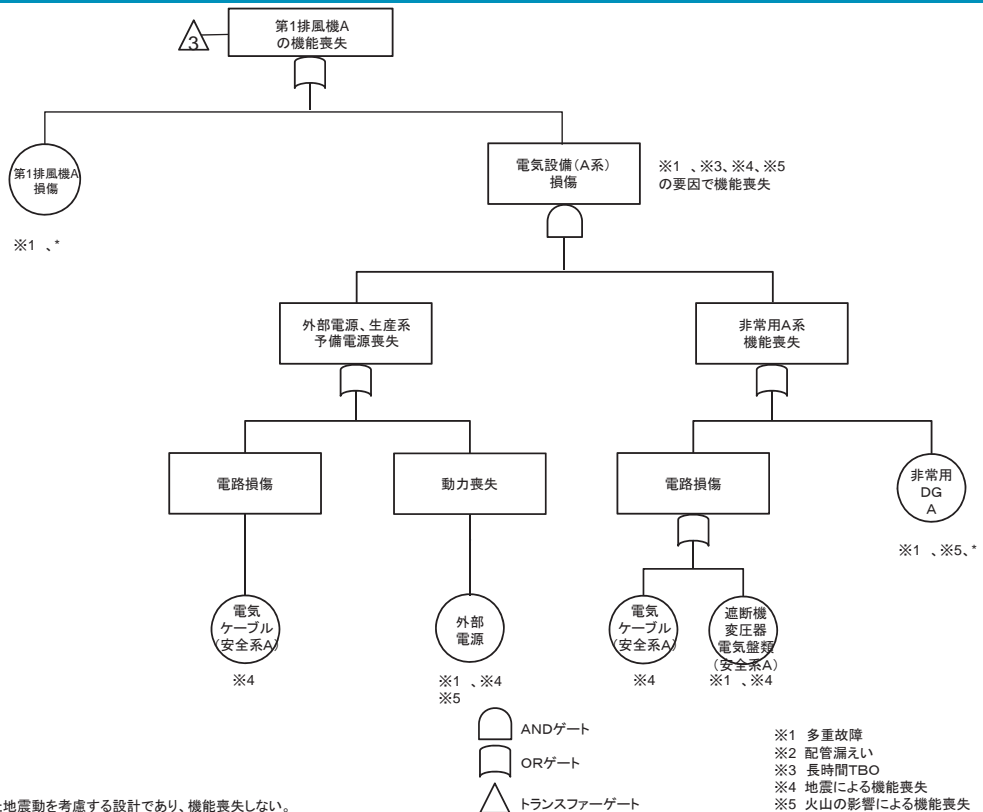 3
第1排風機A
の機能喪失
第1排風機A
損傷
※1 、*
電気設備(A系)
損傷
※1 、※3、※4、※5
の要因で機能喪失
外部電源、生産系
予備電源喪失
非常用A系
機能喪失
電路損傷
動力喪失
電路損傷
非常用
DG
A
※1 、※5、*
電気
ケーブル
(安全系A)
※4
外部
電源
※1 、※4
※5
電気
ケーブル
(安全系A)
※4
遮断機
変圧器
電気盤類
(安全系A)
※1 、※4
ANDゲート
ORゲート
トランスファーゲート
※1 多重故障
※2 配管漏えい
※3 長時間TBO
※4 地震による機能喪失
※5 火山の影響による機能喪失
地震動を考慮する設計であり、機能喪失しない。